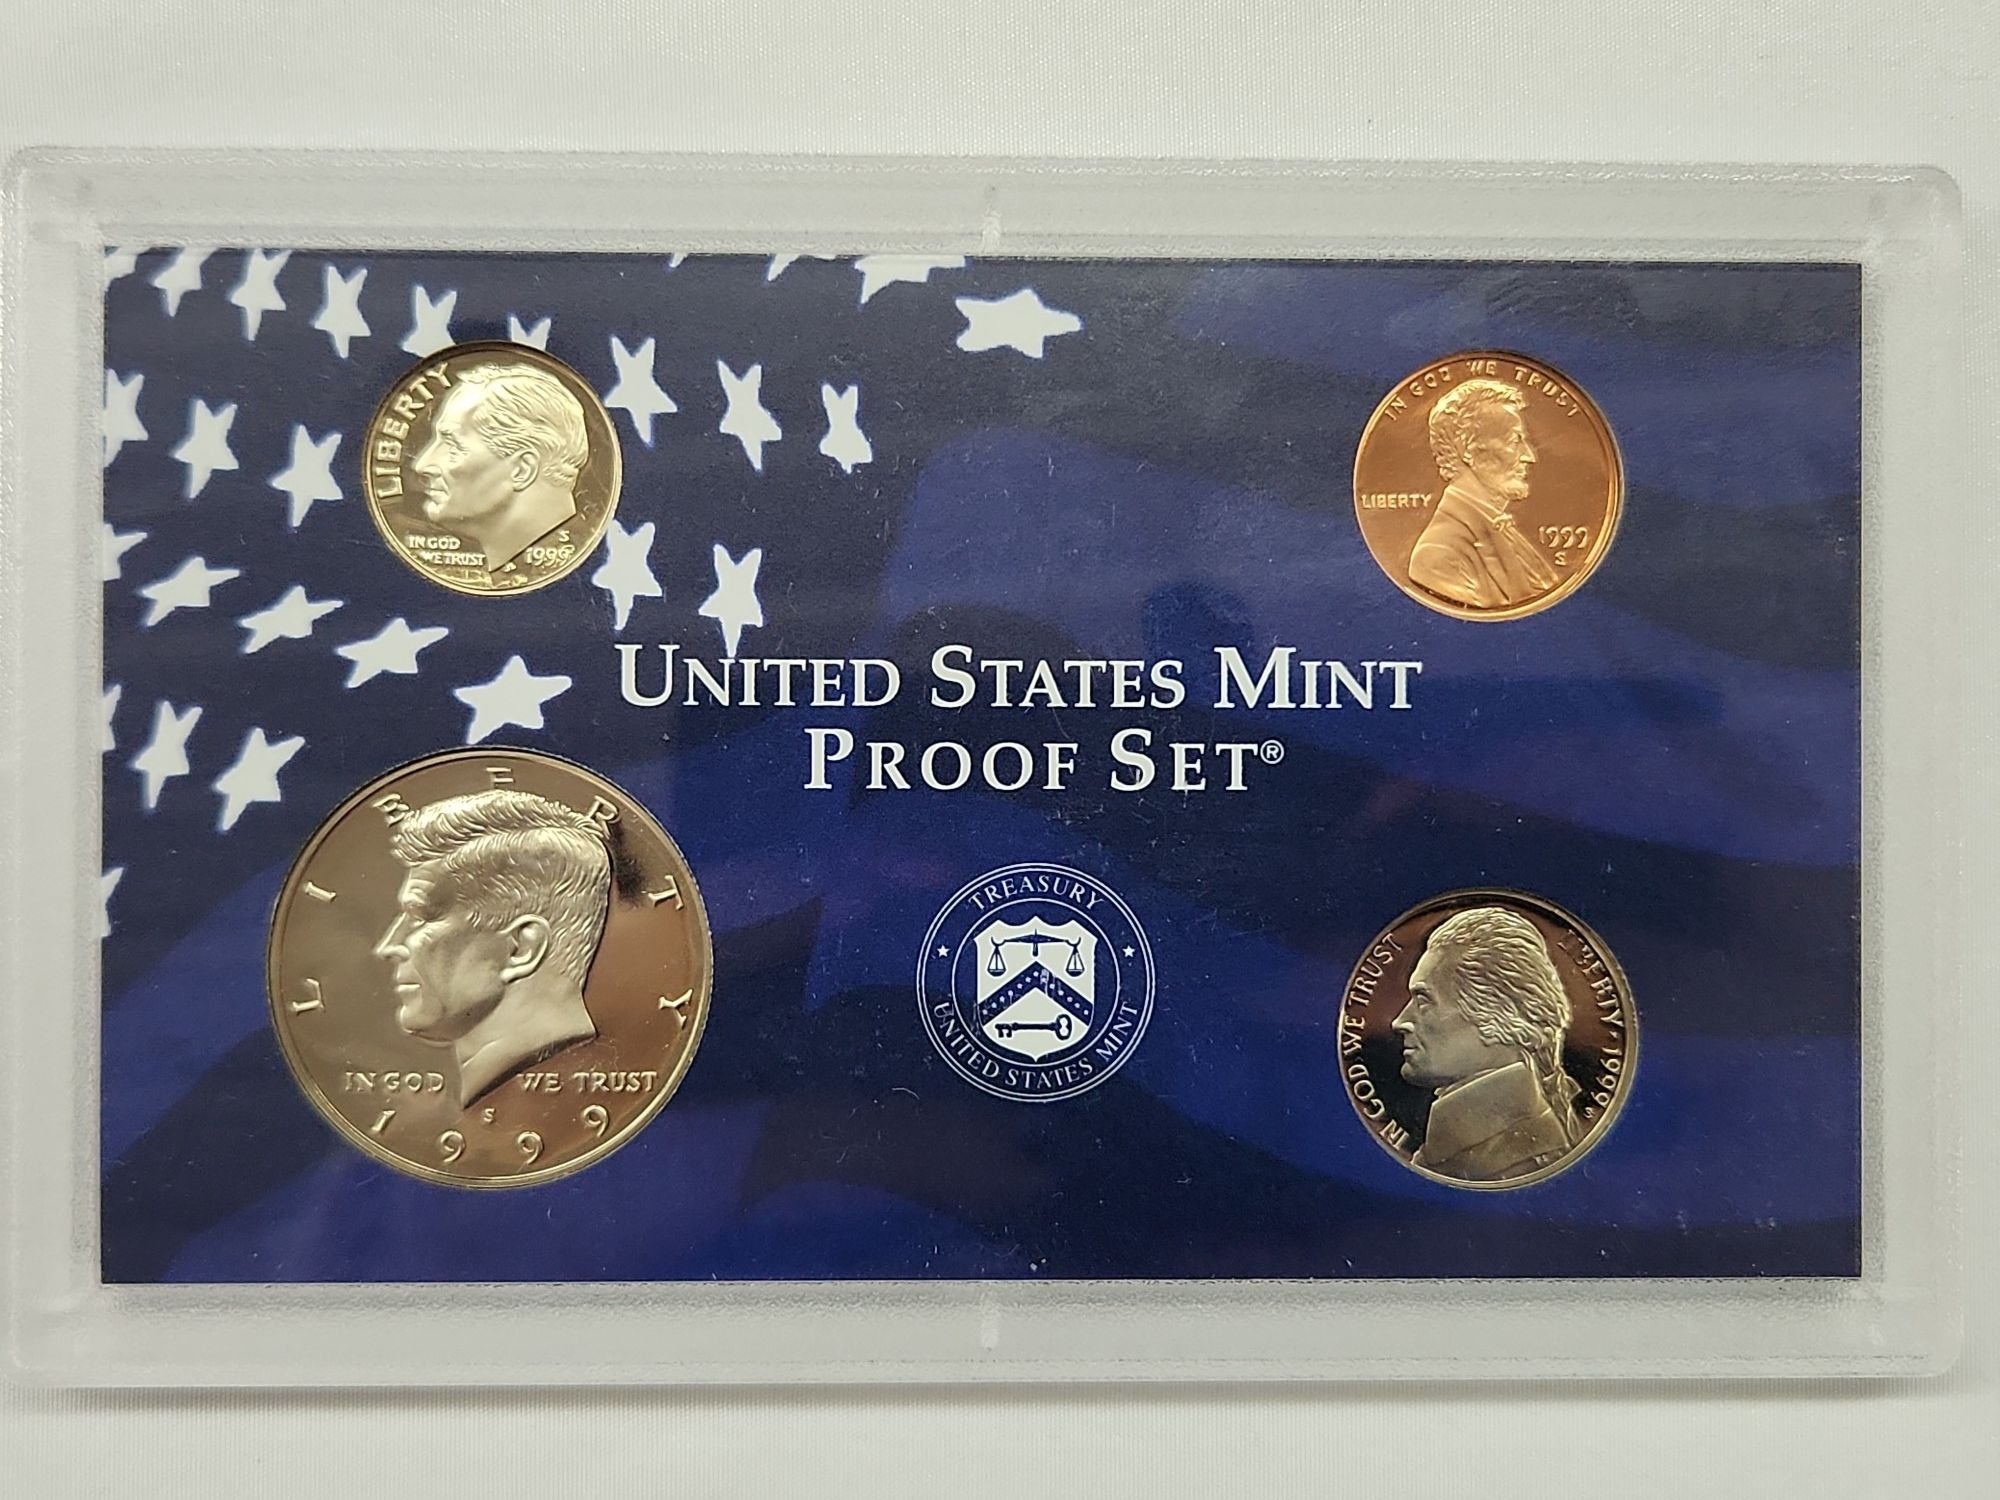 LIBERTY
IN GOD
WE TRUST
S
1999
IN GOD WE TRUST
LIBERTY
1999
S
UNITED STATES MINT
PROOF SET®
LIBERTY
IN GOD WE TRUST
S
1999
TREASURY
UNITED STATES MINT
IN GOD WE TRUST
LIBERTY · 1999
S